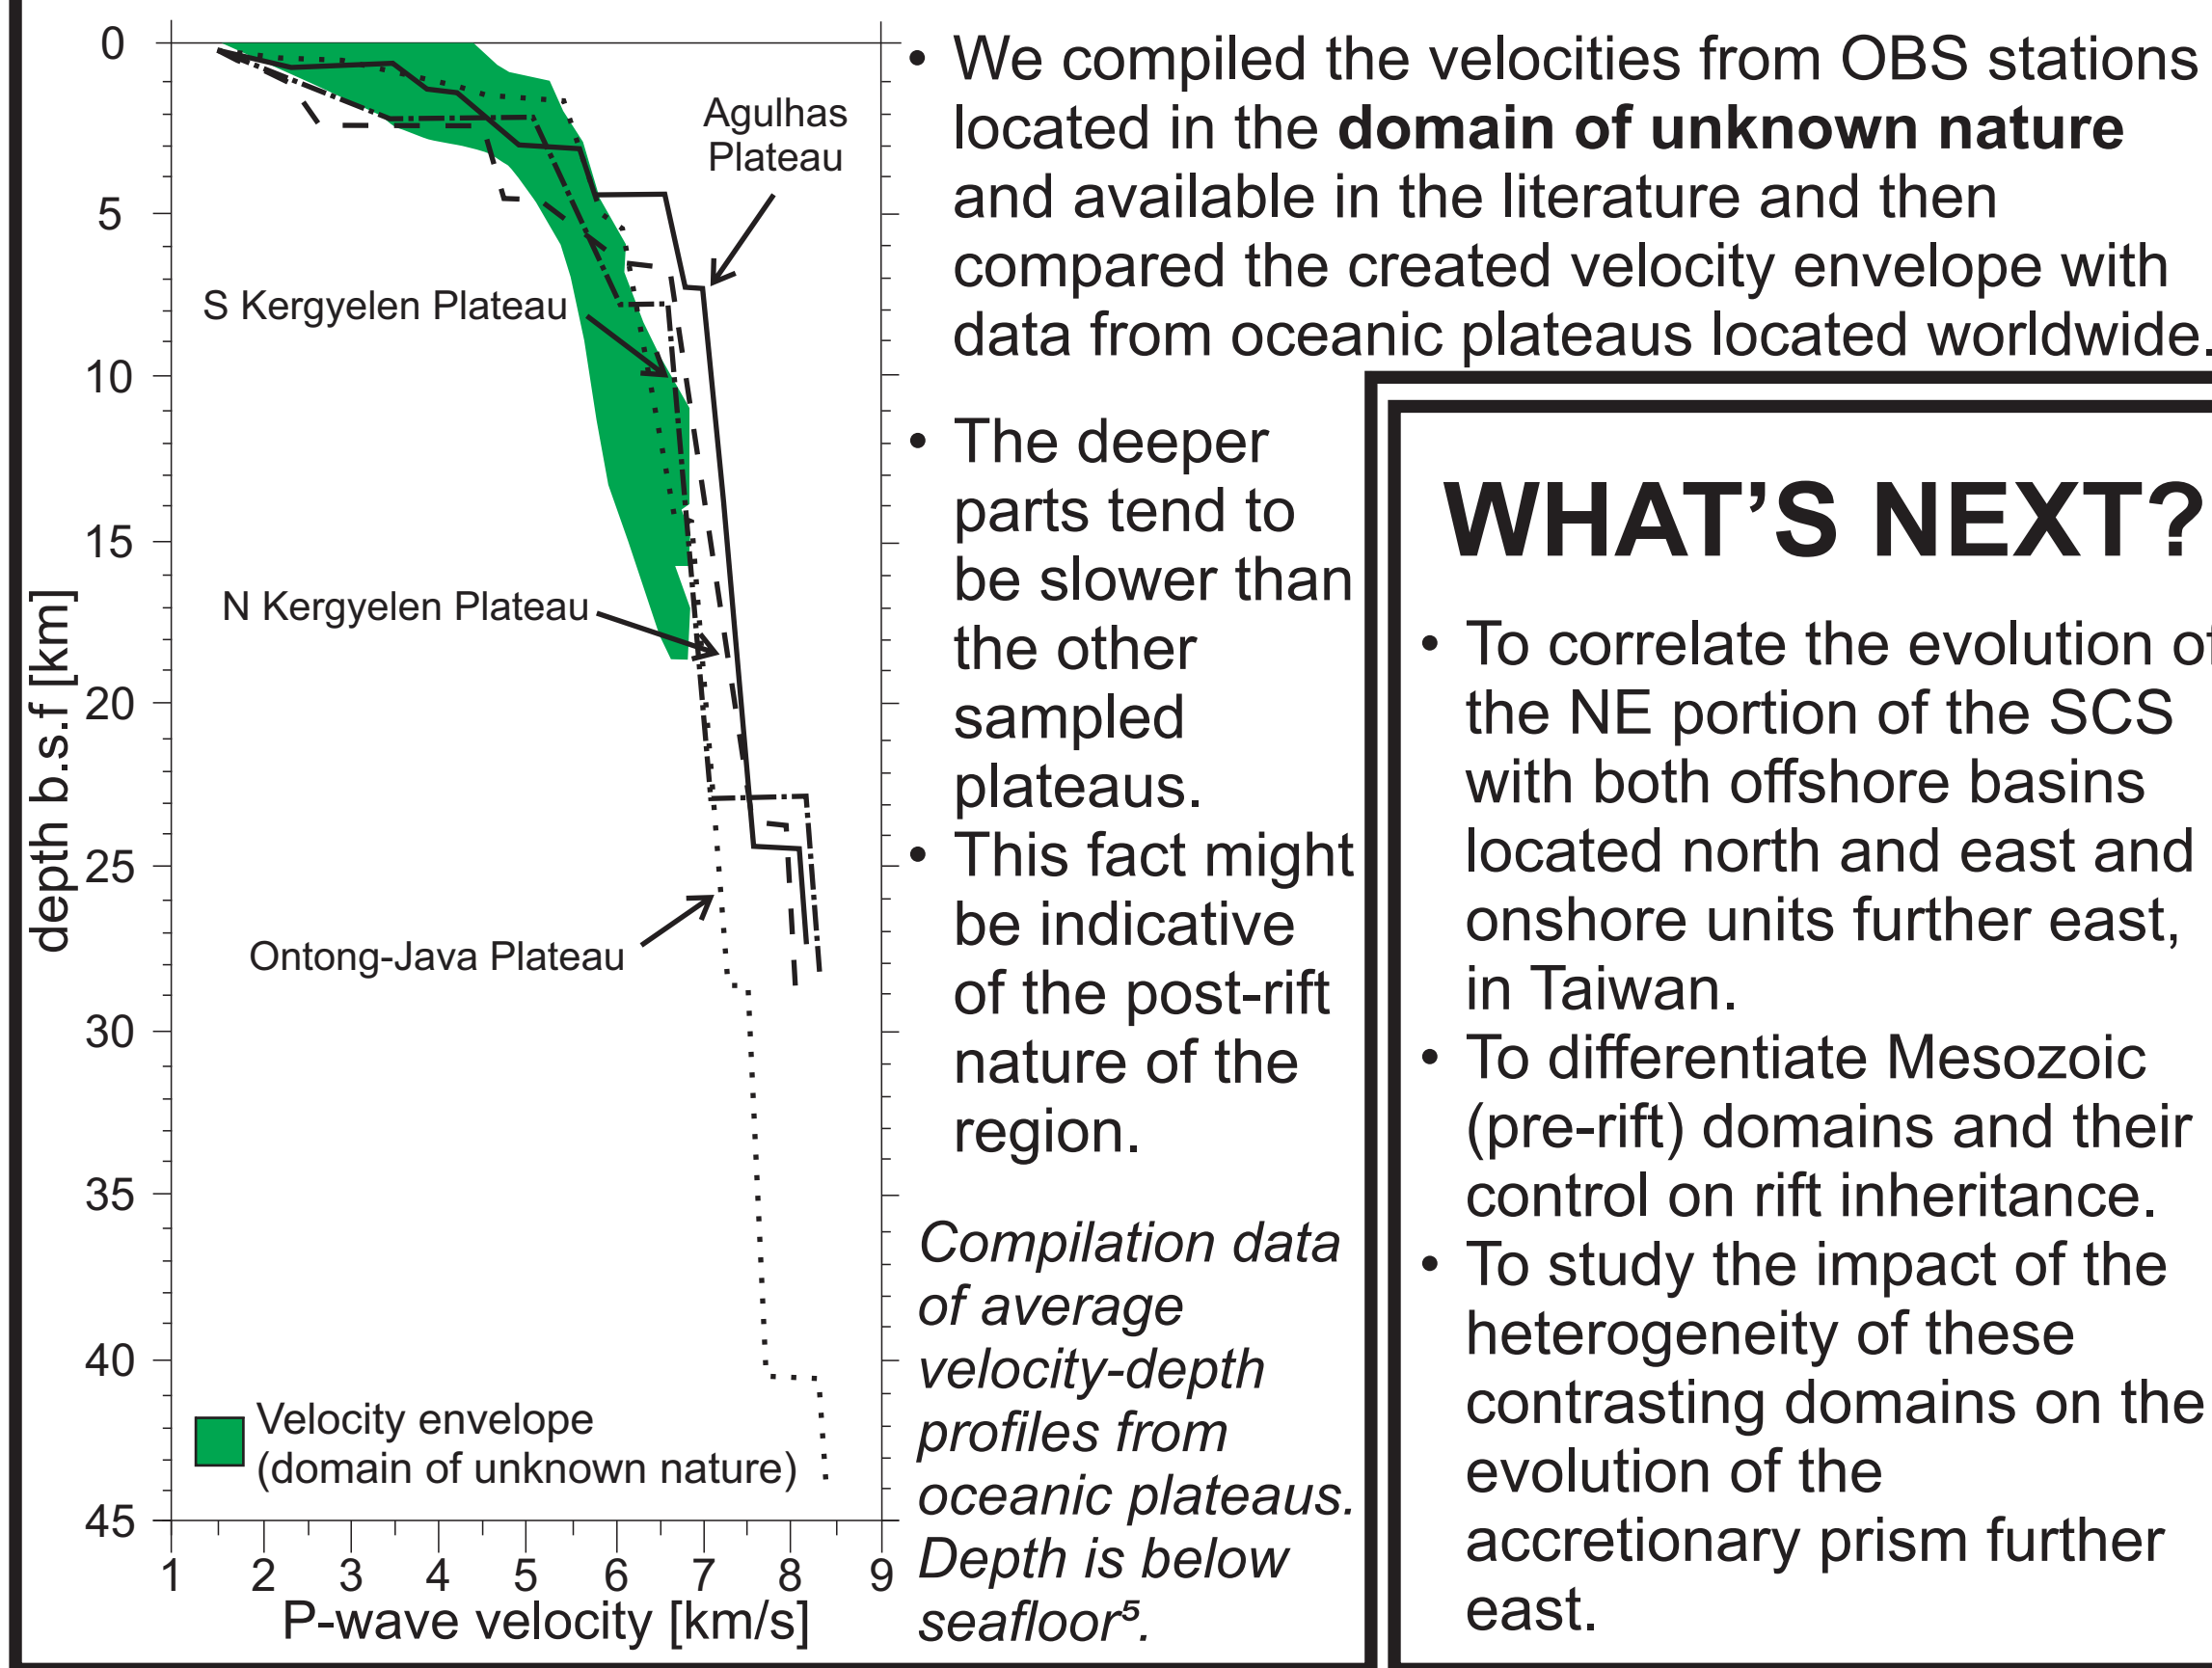 0
5
10
15
20
25
30
35
40
45
depth b.s.f [km]
Agulhas
Plateau
S Kergyelen Plateau
N Kergyelen Plateau
Ontong-Java Plateau
Velocity envelope
(domain of unknown nature)
1 2 3 4 5 6 7 8 9
P-wave velocity [km/s]
• We compiled the velocities from OBS stations
located in the domain of unknown nature
and available in the literature and then
compared the created velocity envelope with
data from oceanic plateaus located worldwide.
• The deeper
parts tend to
be slower than
the other
sampled
plateaus.
• This fact might
be indicative
of the post-rift
nature of the
region.
Compilation data
of average
velocity-depth
profiles from
oceanic plateaus.
Depth is below
seafloor⁵.
WHAT'S NEXT?
• To correlate the evolution of
the NE portion of the SCS
with both offshore basins
located north and east and
onshore units further east,
in Taiwan.
• To differentiate Mesozoic
(pre-rift) domains and their
control on rift inheritance.
• To study the impact of the
heterogeneity of these
contrasting domains on the
evolution of the
accretionary prism further
east.